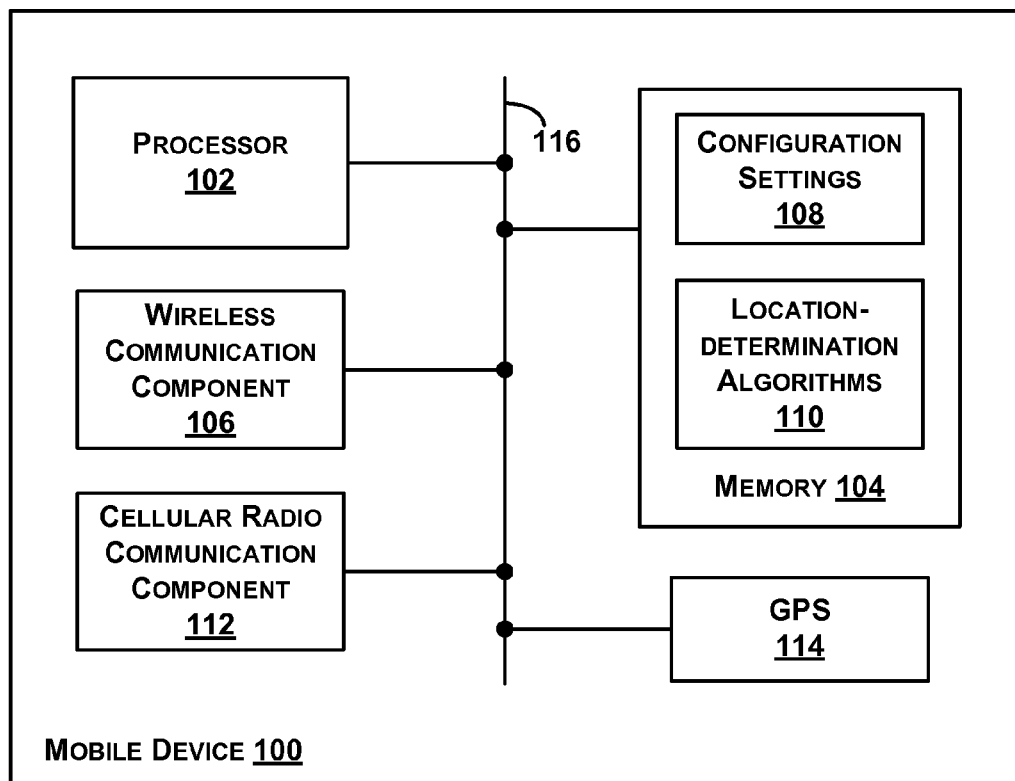 PROCESSOR
102
WIRELESS
COMMUNICATION
COMPONENT
106
CELLULAR RADIO
COMMUNICATION
COMPONENT
112
116
CONFIGURATION
SETTINGS
108
LOCATION-
DETERMINATION
ALGORITHMS
110
MEMORY 104
GPS
114
MOBILE DEVICE 100